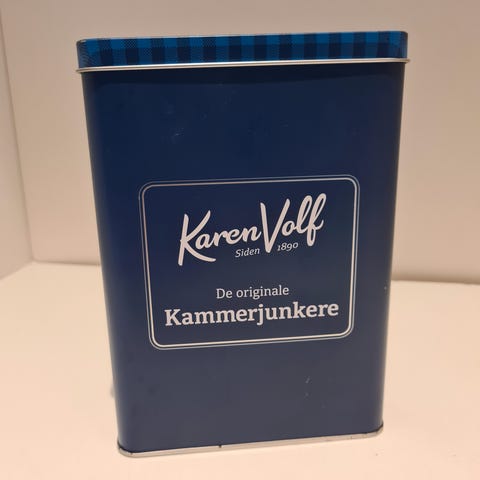 Karen Volf
Siden 1890
De originale
Kammerjunkere